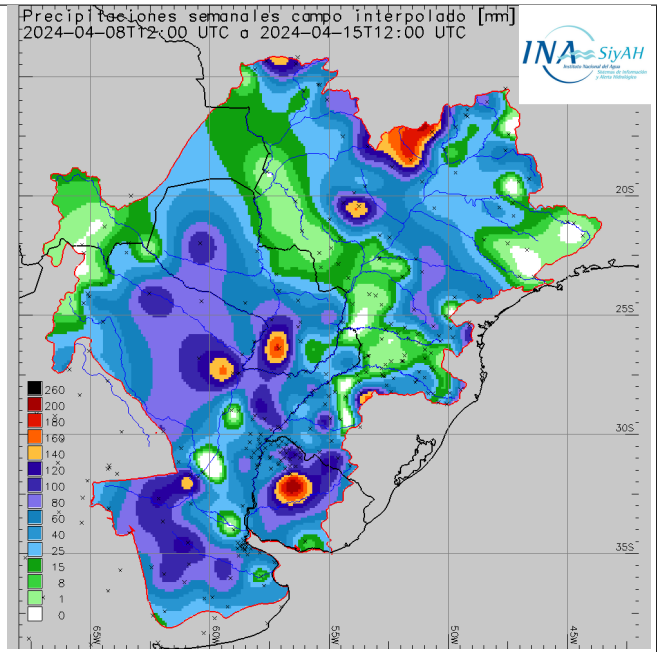 Precipitaciones semanales campo interpolado [mm]
2024-04-08T12:00 UTC a 2024-04-15T12:00 UTC
INA SiyAH
Instituto Nacional del Agua
Sistemas de Información
y Alerta Hidrológico
20S
25S
30S
35S
260
200
180
160
140
120
100
80
60
40
25
15
8
1
0
65W
60W
55W
50W
45W